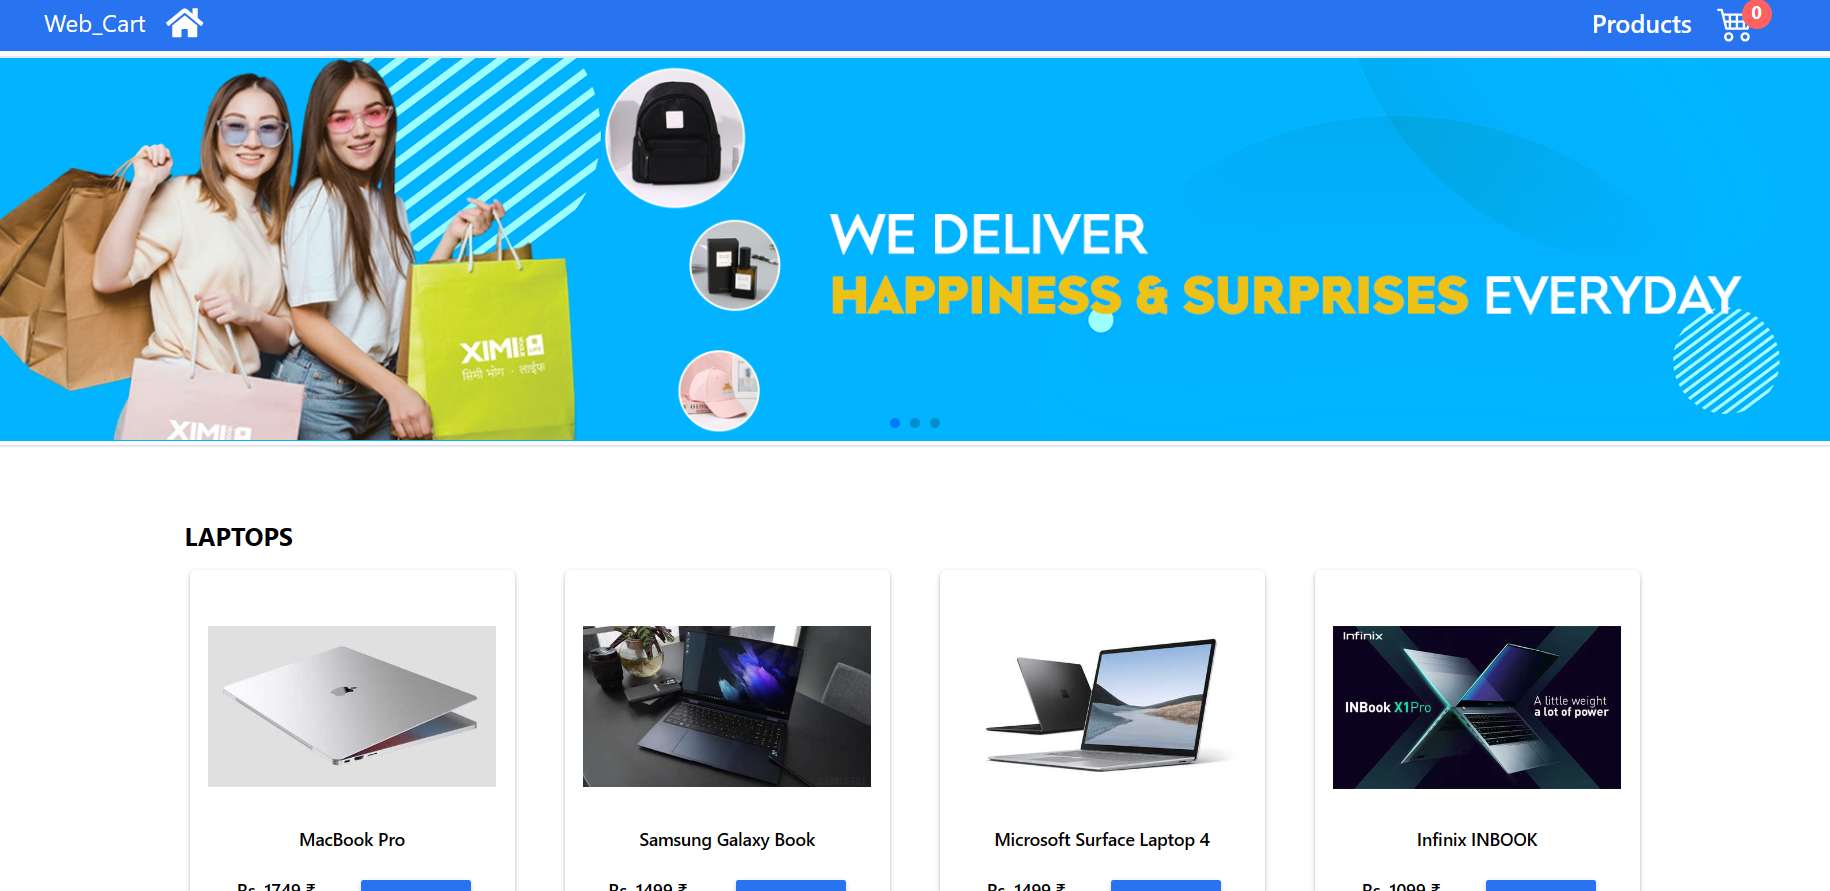 Web_Cart
Products
0
WE DELIVER
HAPPINESS & SURPRISES EVERYDAY
XIMI
सिमी भोग · लाईफ
XIMI
LAPTOPS
Infinix
INBook X1Pro
A little weight
a lot of power
MacBook Pro
Samsung Galaxy Book
Microsoft Surface Laptop 4
Infinix INBOOK
Rs. 1749 ₹
Rs. 1499 ₹
Rs. 1499 ₹
Rs. 1099 ₹